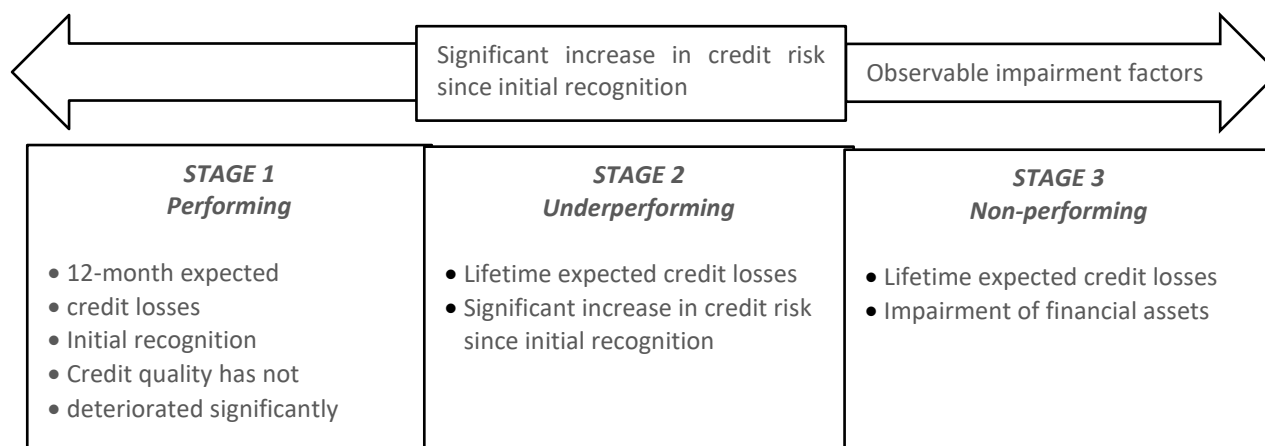 Significant increase in credit risk
since initial recognition
Observable impairment factors
STAGE 1
Performing
• 12-month expected
• credit losses
• Initial recognition
• Credit quality has not
• deteriorated significantly
STAGE 2
Underperforming
• Lifetime expected credit losses
• Significant increase in credit risk
since initial recognition
STAGE 3
Non-performing
• Lifetime expected credit losses
• Impairment of financial assets